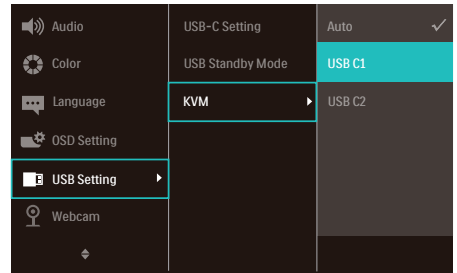 Audio
Color
Language
OSD Setting
USB Setting
Webcam
USB-C Setting
USB Standby Mode
KVM
Auto
USB C1
USB C2